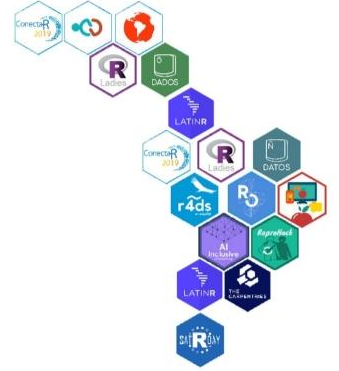 ConectaR
2019
R
Ladies
Ô
DADOS
LATINR
ConectaR
2019
R
Ladies
Ñ
DATOS
r4ds
R
AI
Inclusive
ReproHack
LATINR
THE
CARPENTRIES
SATRDAY